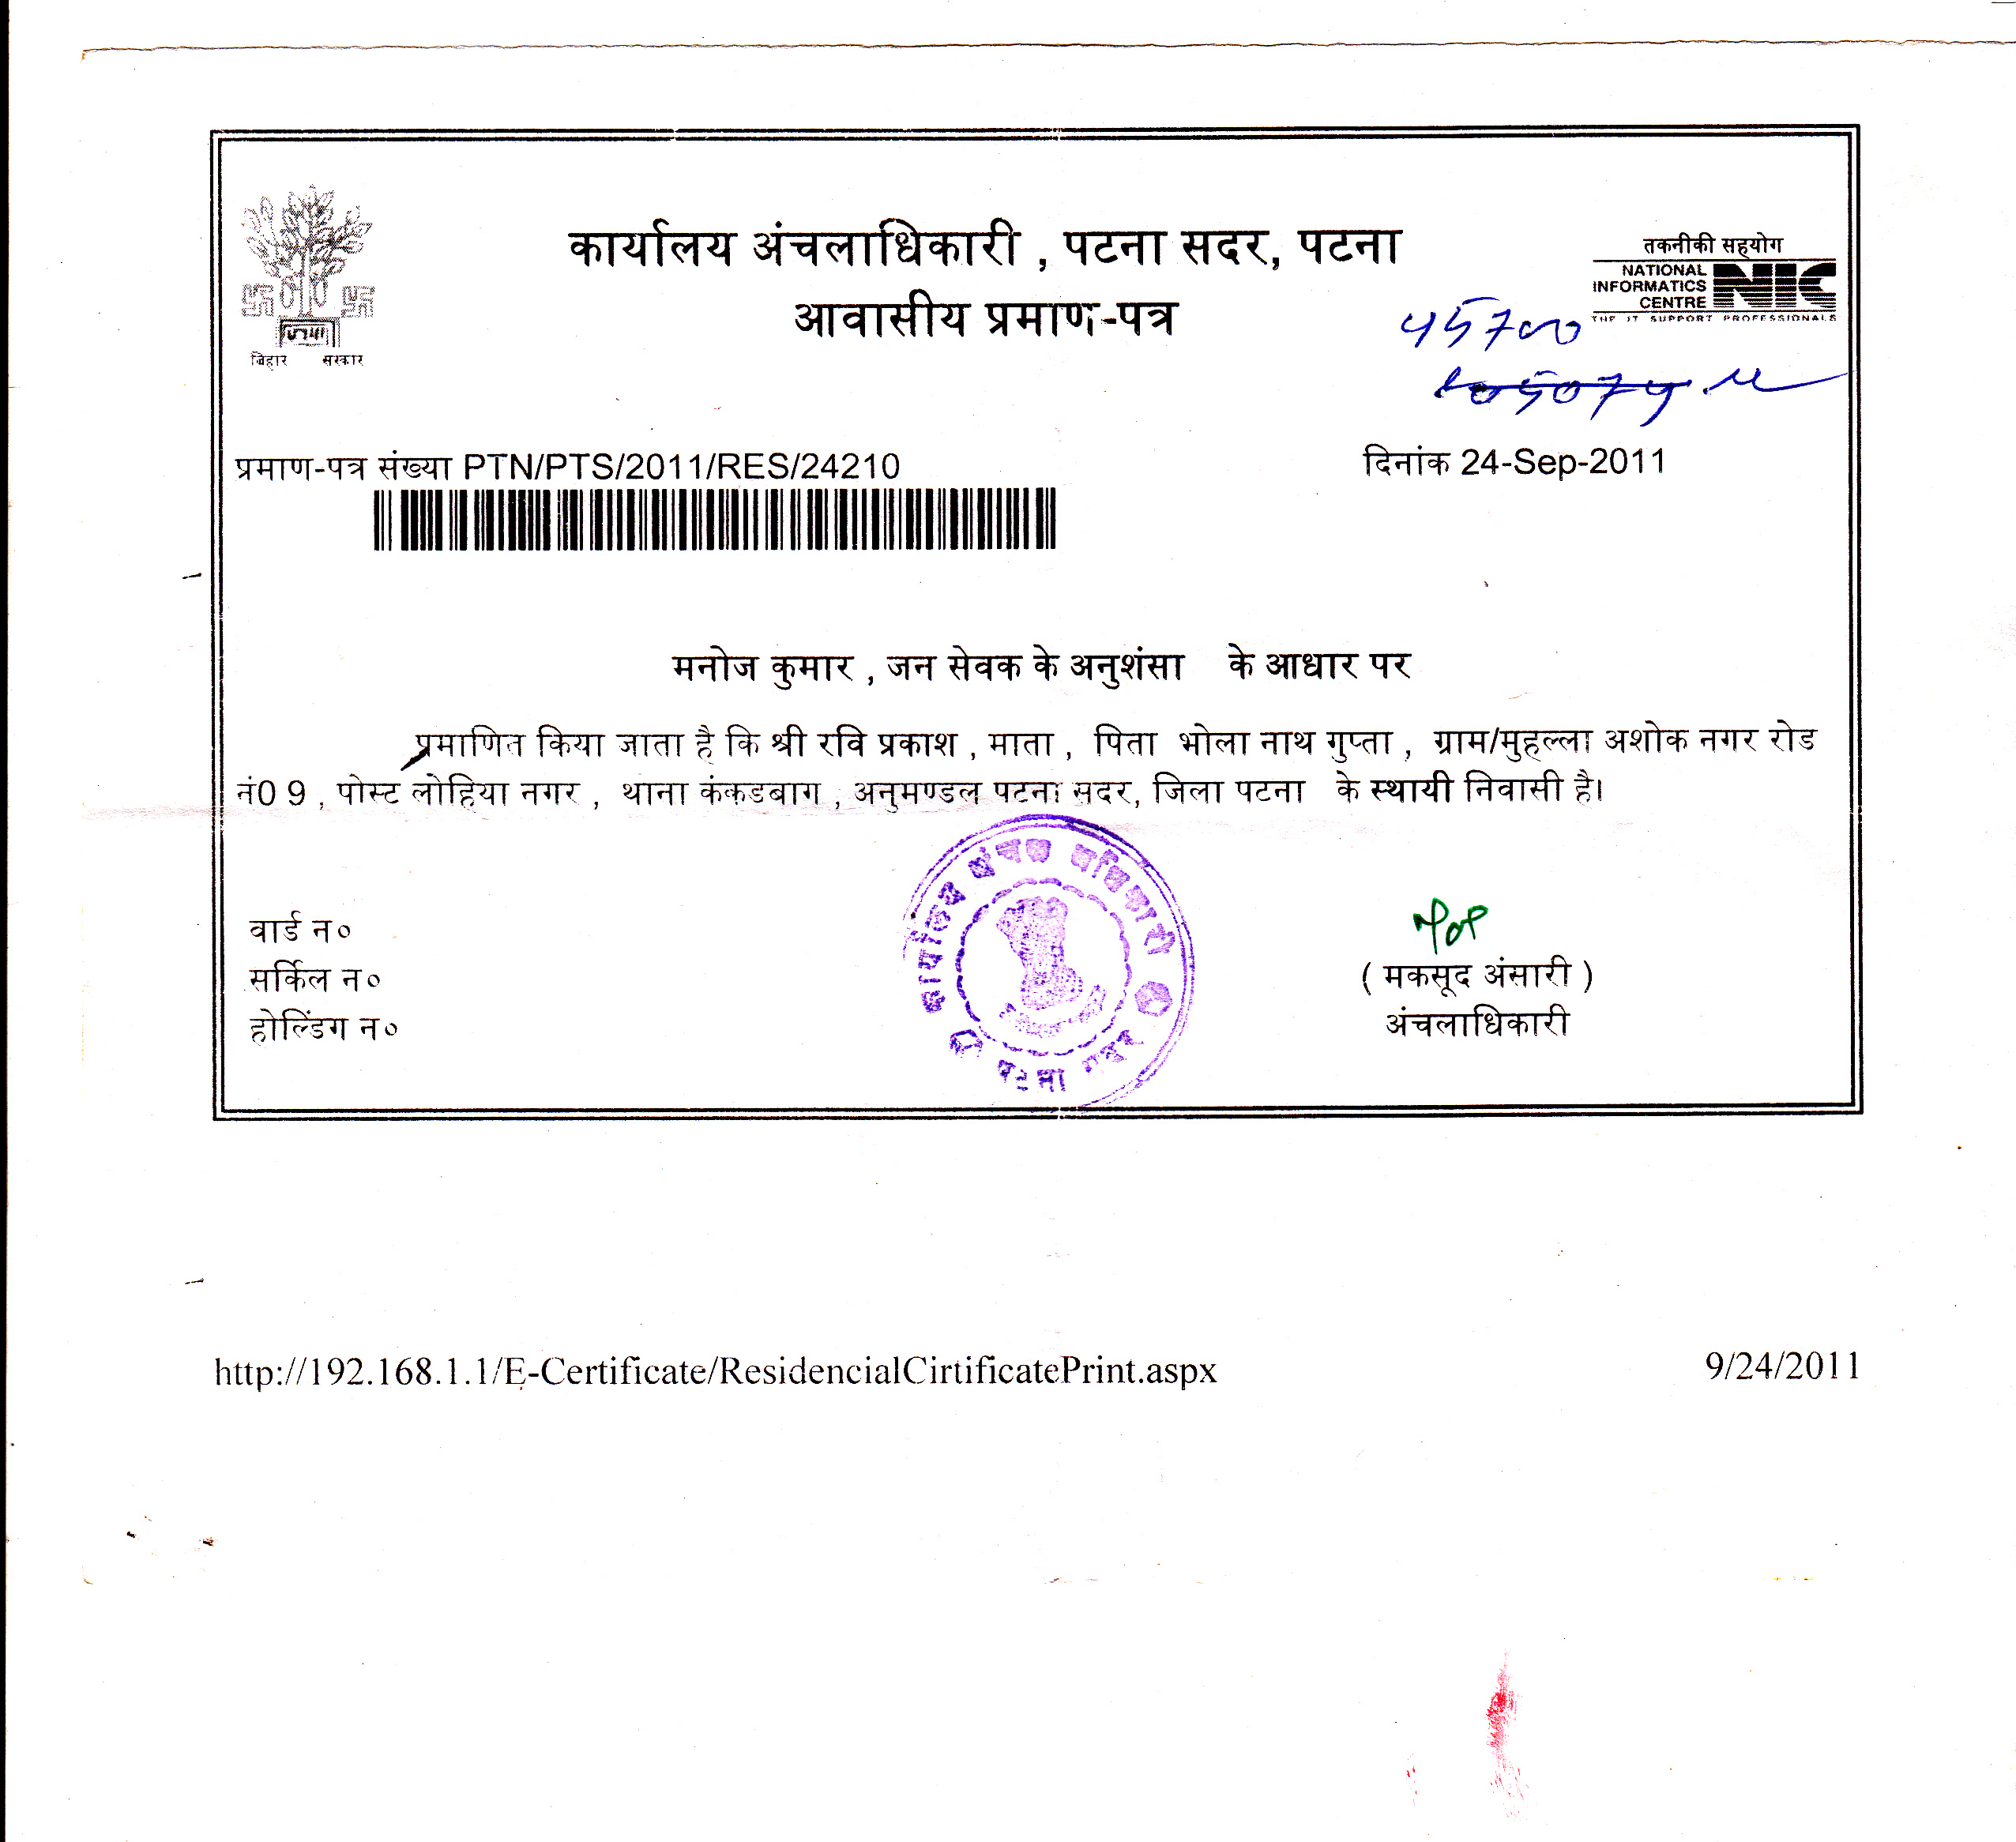 कार्यालय अंचलाधिकारी , पटना सदर, पटना
आवासीय प्रमाण-पत्र
बिहार सरकार
तकनीकी सहयोग
NATIONAL
INFORMATICS
CENTRE
NIC
THE IT SUPPORT PROFESSIONALS
45700
प्रमाण-पत्र संख्या PTN/PTS/2011/RES/24210
दिनांक 24-Sep-2011
मनोज कुमार , जन सेवक के अनुशंसा के आधार पर
प्रमाणित किया जाता है कि श्री रवि प्रकाश , माता , पिता भोला नाथ गुप्ता , ग्राम/मुहल्ला अशोक नगर रोड
नं0 9 , पोस्ट लोहिया नगर , थाना कंकडबाग , अनुमण्डल पटना सदर, जिला पटना के स्थायी निवासी है।
कार्यालय अंचल अधिकारी
पटना सदर
वार्ड न०
सर्किल न०
होल्डिंग न०
( मकसूद अंसारी )
अंचलाधिकारी
http://192.168.1.1/E-Certificate/ResidencialCirtificatePrint.aspx
9/24/2011